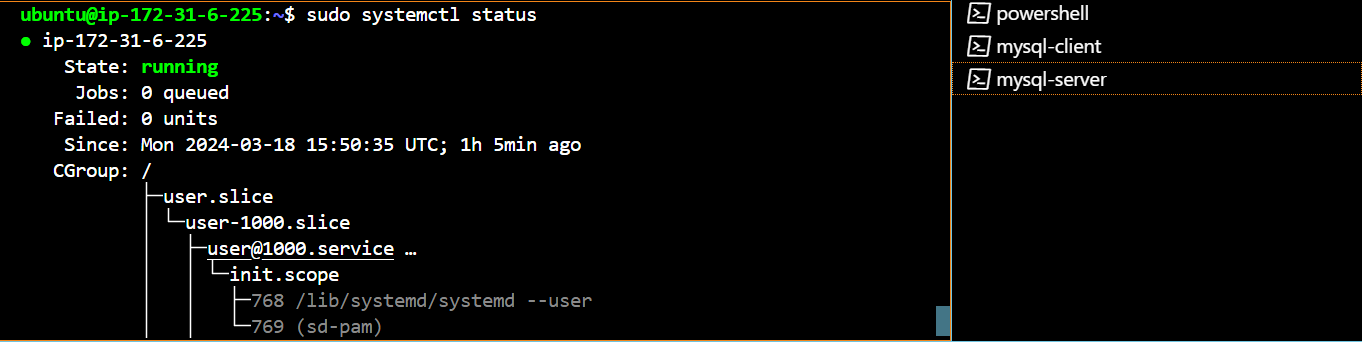 ubuntu@ip-172-31-6-225:~$ sudo systemctl status
● ip-172-31-6-225
    State: running
     Jobs: 0 queued
   Failed: 0 units
    Since: Mon 2024-03-18 15:50:35 UTC; 1h 5min ago
   CGroup: /
           ├─user.slice
           │ └─user-1000.slice
           │   ├─user@1000.service …
           │   │ └─init.scope
           │   │   ├─768 /lib/systemd/systemd --user
           │   │   └─769 (sd-pam)
powershell
mysql-client
mysql-server